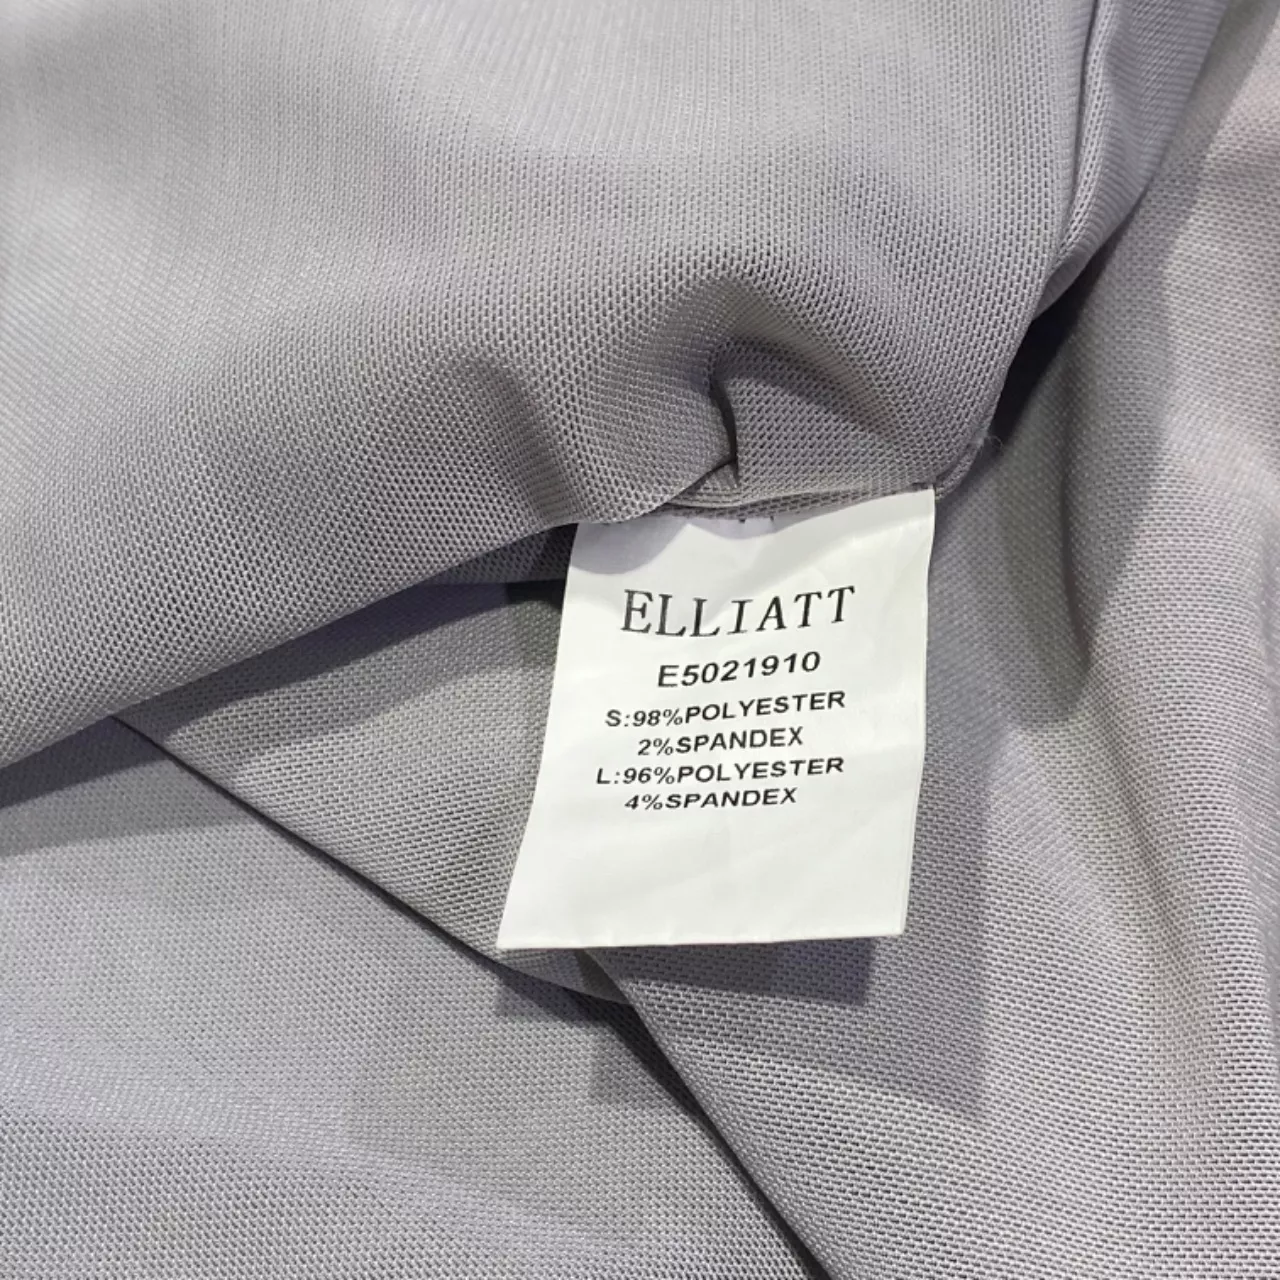 ELLIATT
E5021910
S:98%POLYESTER
2%SPANDEX
L:96%POLYESTER
4%SPANDEX